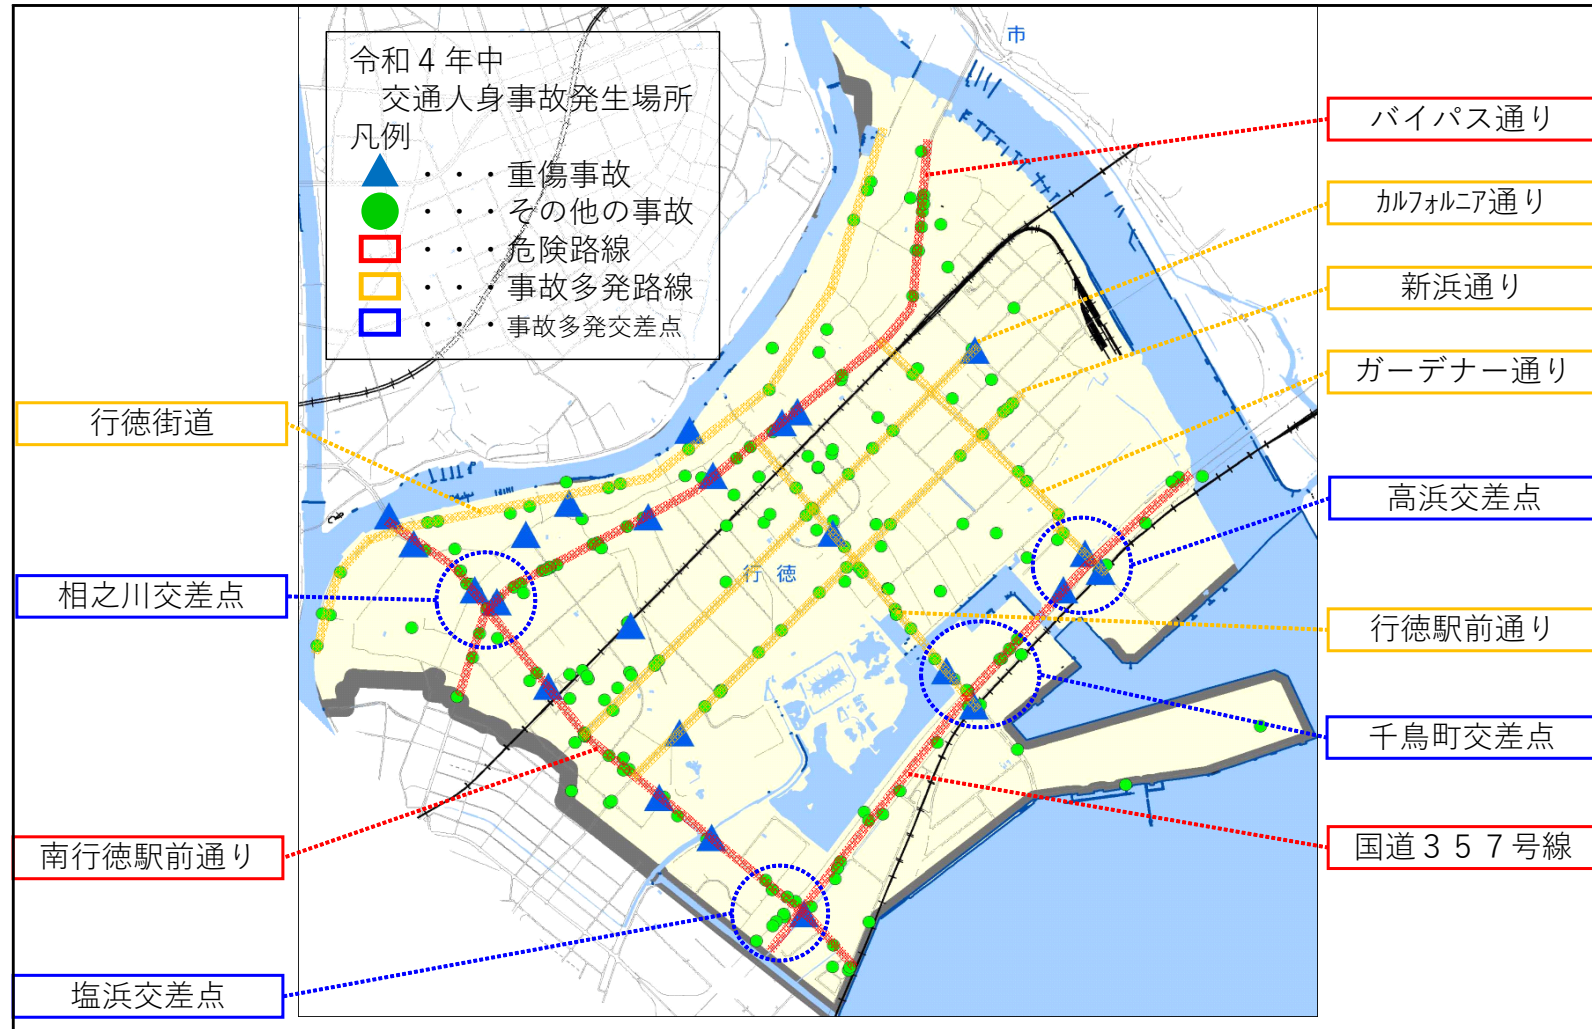 令和４年中
交通人身事故発生場所
凡例
・・・重傷事故
・・・その他の事故
・・・危険路線
・・・事故多発路線
・・・事故多発交差点
市
行徳
行徳街道
相之川交差点
南行徳駅前通り
塩浜交差点
バイパス通り
ｶﾙﾌｫﾙﾆｱ通り
新浜通り
ガーデナー通り
高浜交差点
行徳駅前通り
千鳥町交差点
国道３５７号線